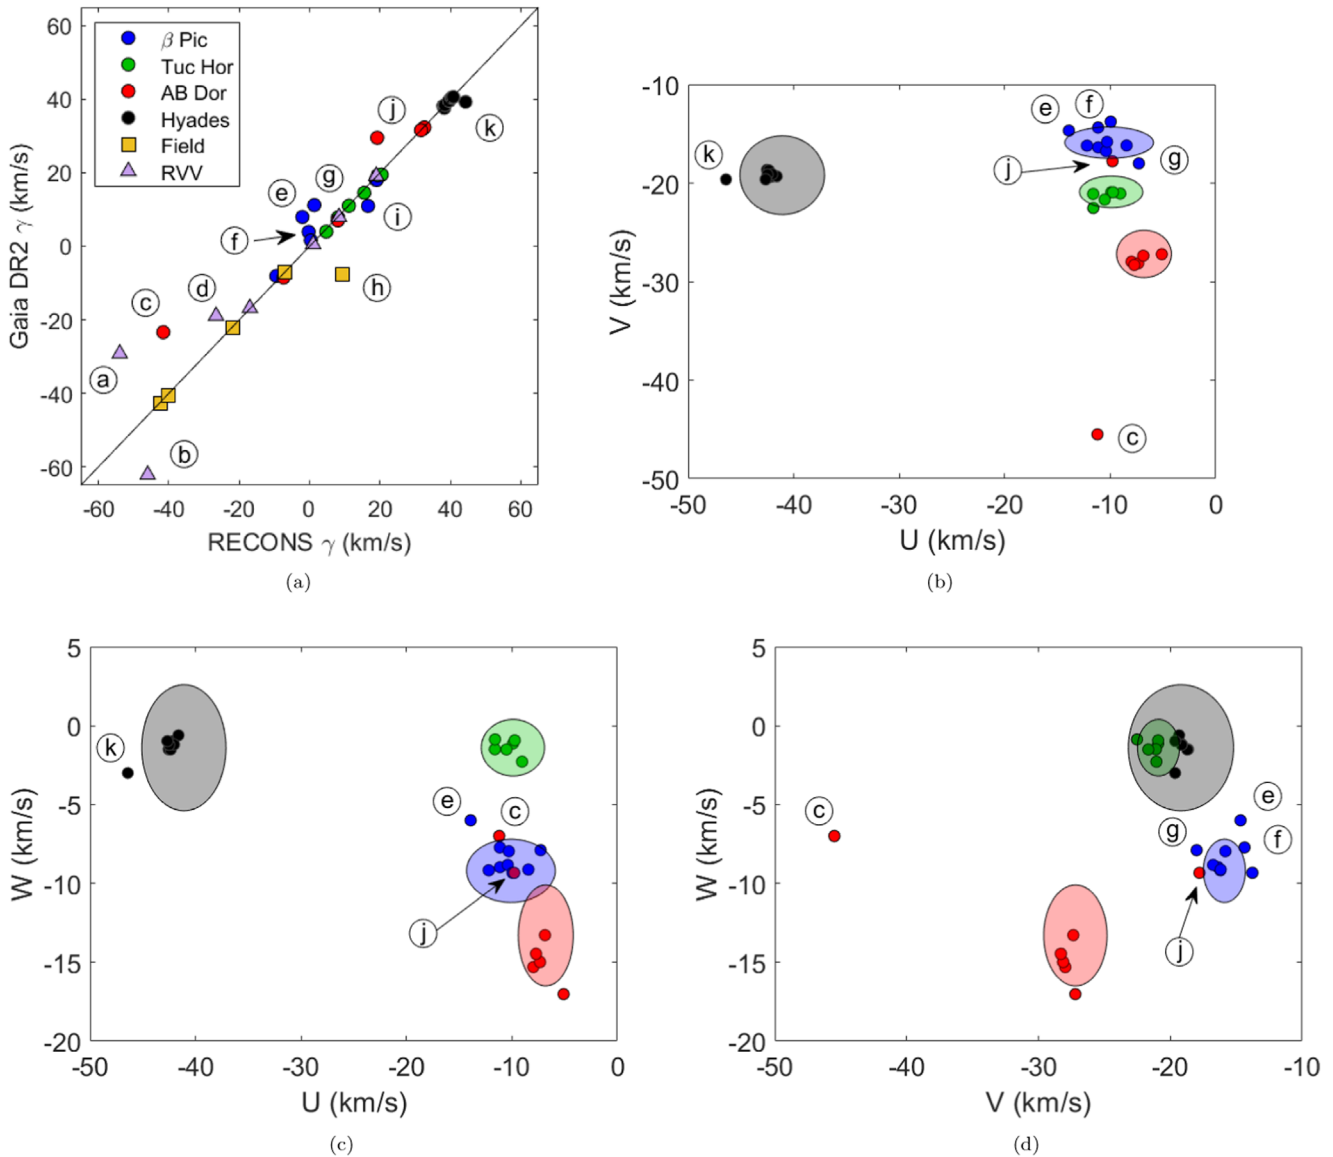 60
40
20
0
-20
-40
-60
Gaia DR2 γ (km/s)
β Pic
Tuc Hor
AB Dor
Hyades
Field
RVV
j
k
g
e
i
f
h
d
c
a
b
-60 -40 -20 0 20 40 60
RECONS γ (km/s)
(a)
-10
-20
-30
-40
-50
V (km/s)
e f
k
j g
c
-50 -40 -30 -20 -10 0
U (km/s)
(b)
5
0
-5
-10
-15
-20
W (km/s)
k
e c
j
-50 -40 -30 -20 -10 0
U (km/s)
(c)
5
0
-5
-10
-15
-20
W (km/s)
c
e
g f
j
-50 -40 -30 -20 -10
V (km/s)
(d)